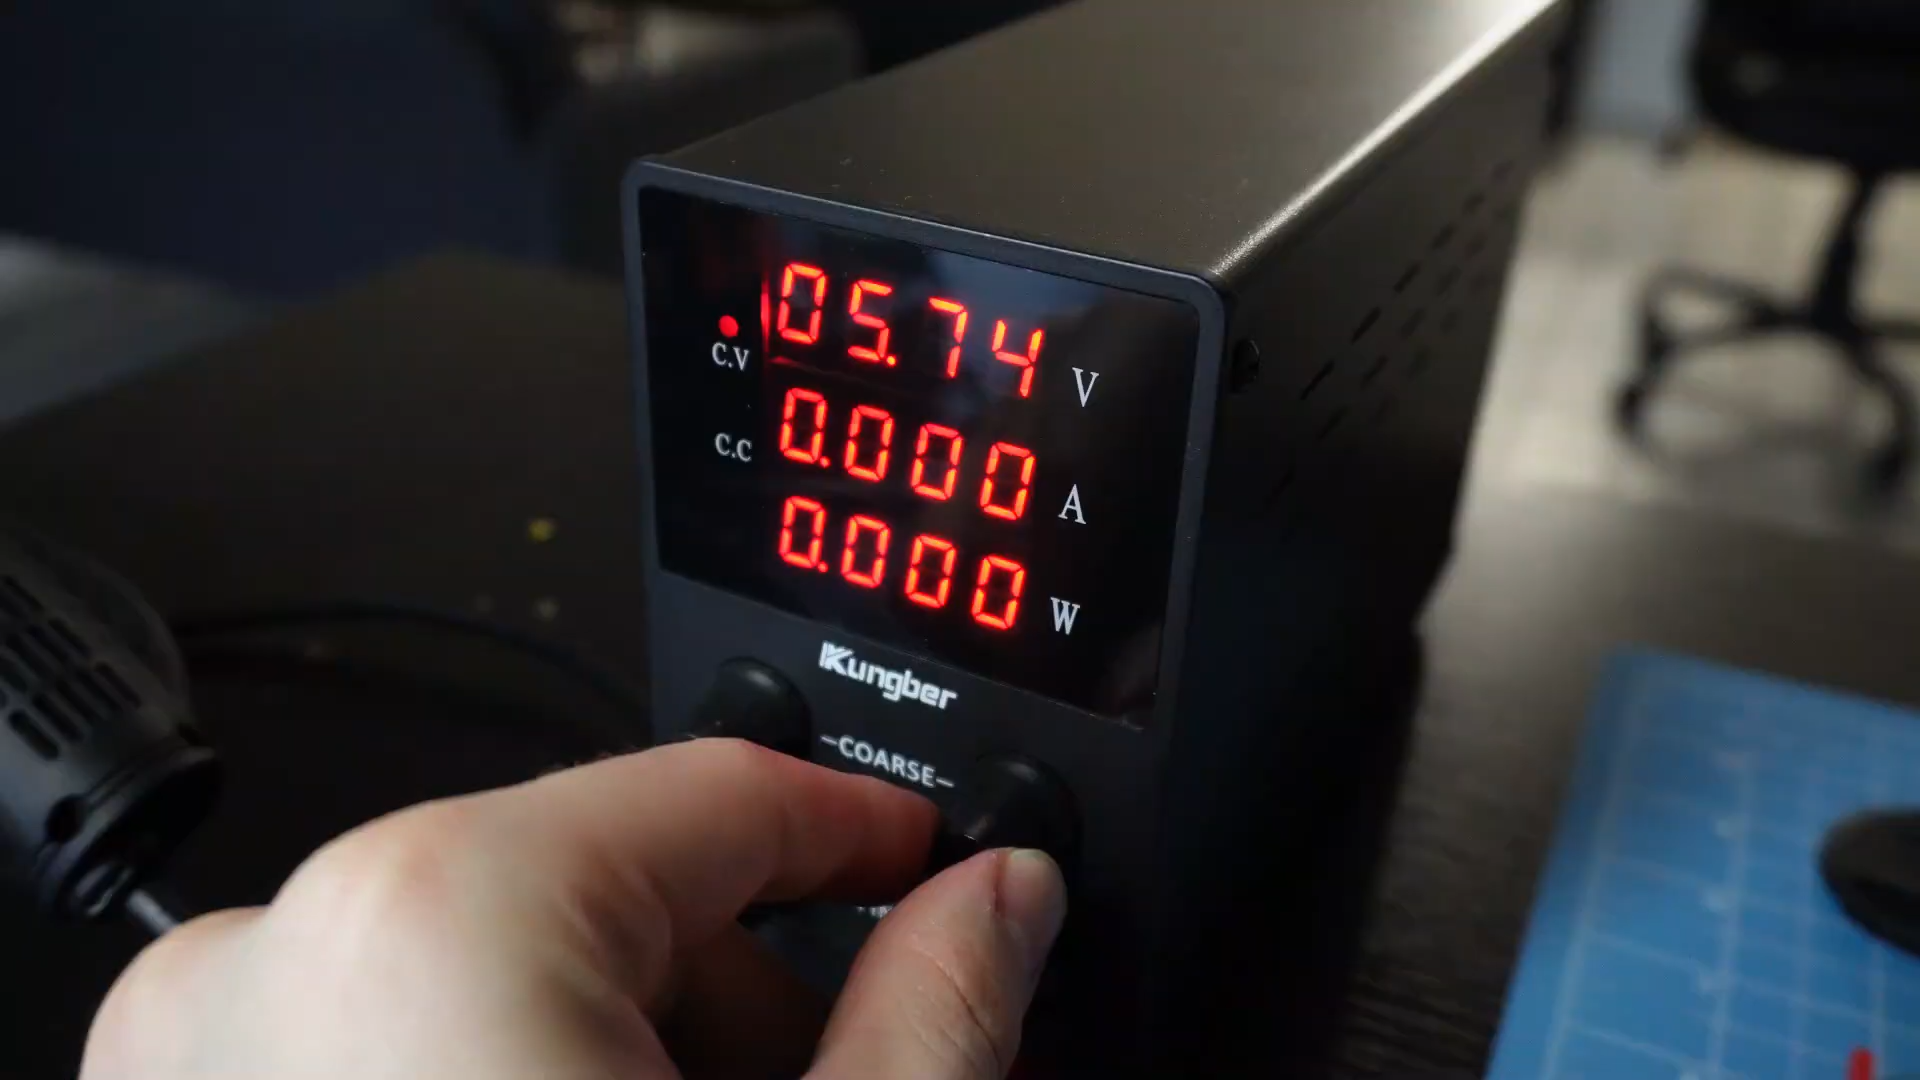 05.74 V
C.V
0.000 A
C.C
0.000 W
Kungber
-COARSE-